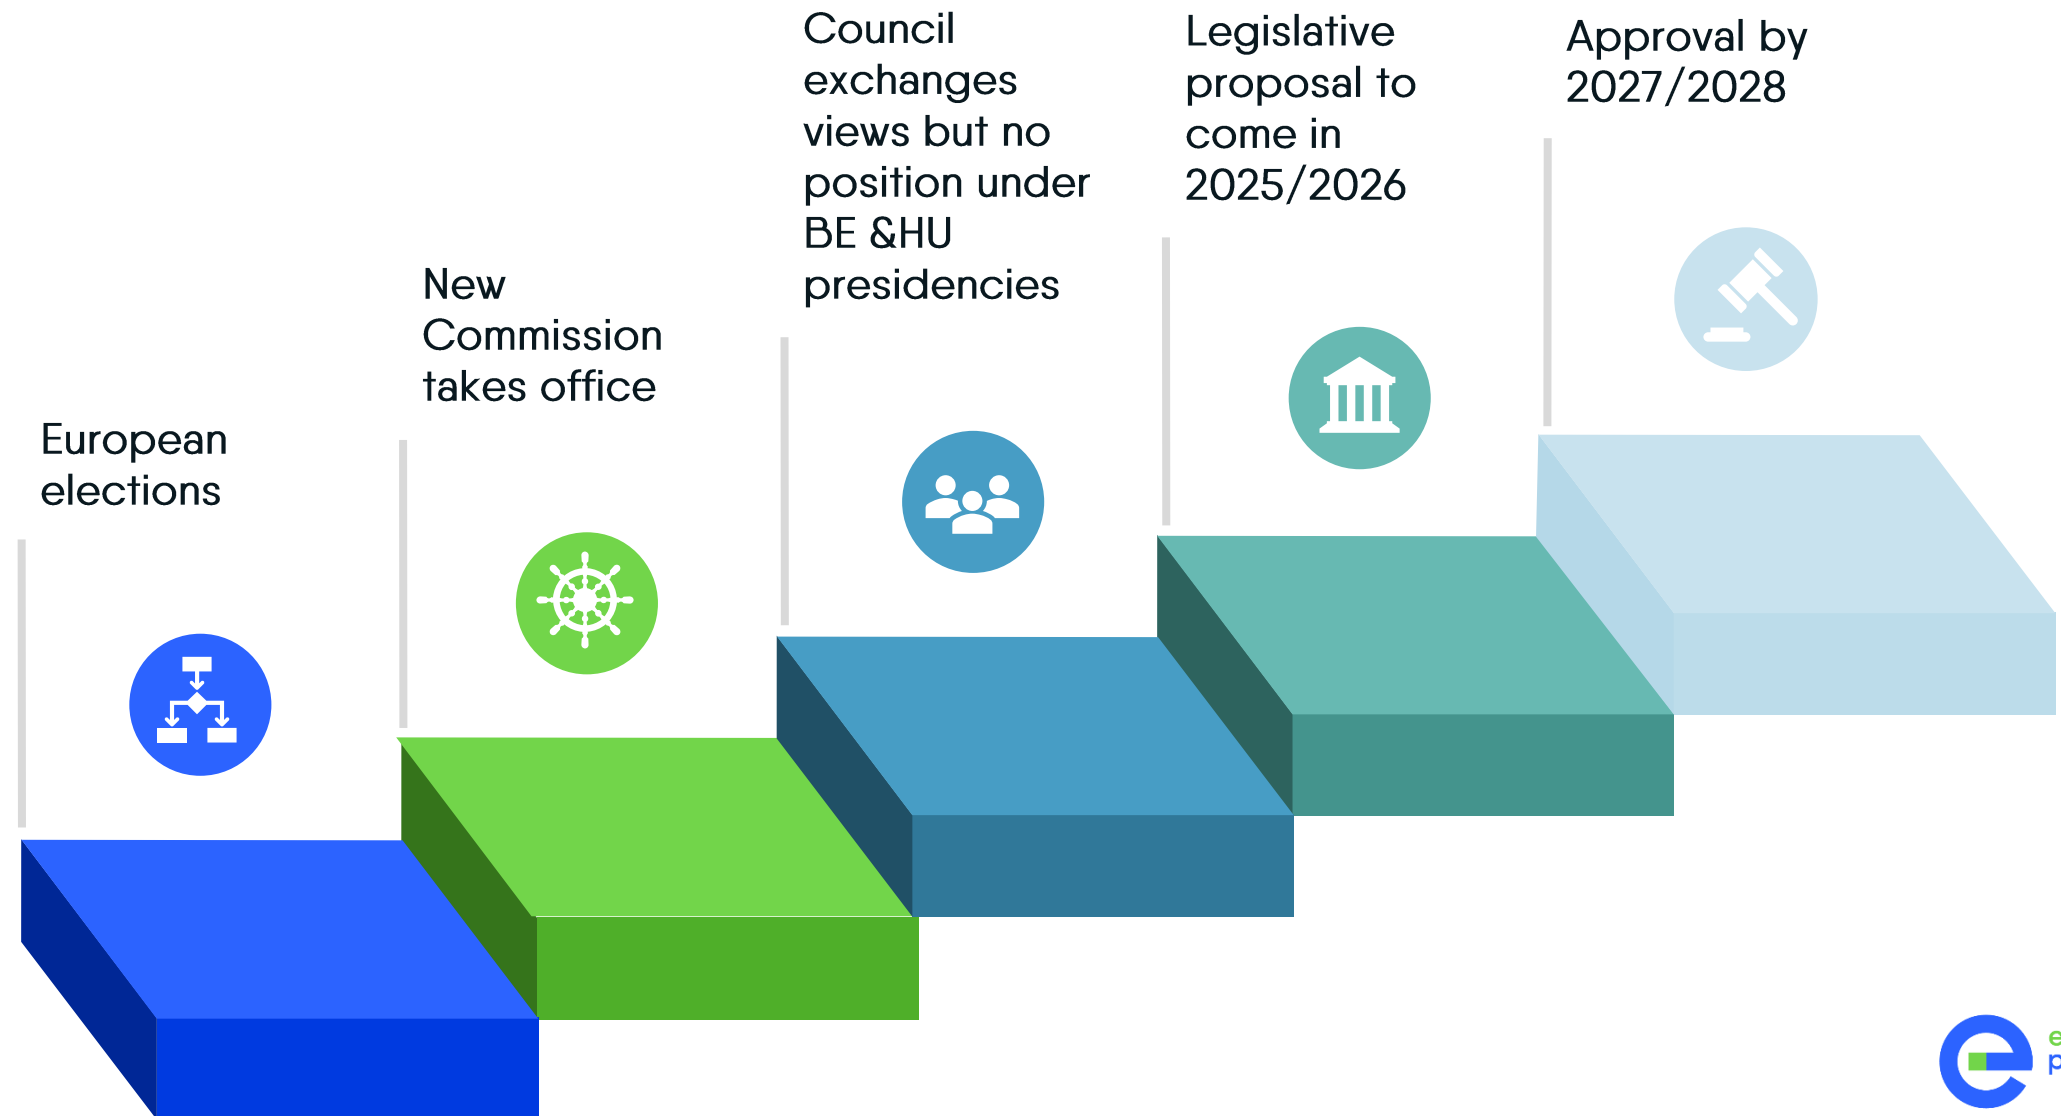 European
elections
New
Commission
takes office
Council
exchanges
views but no
position under
BE &HU
presidencies
Legislative
proposal to
come in
2025/2026
Approval by
2027/2028